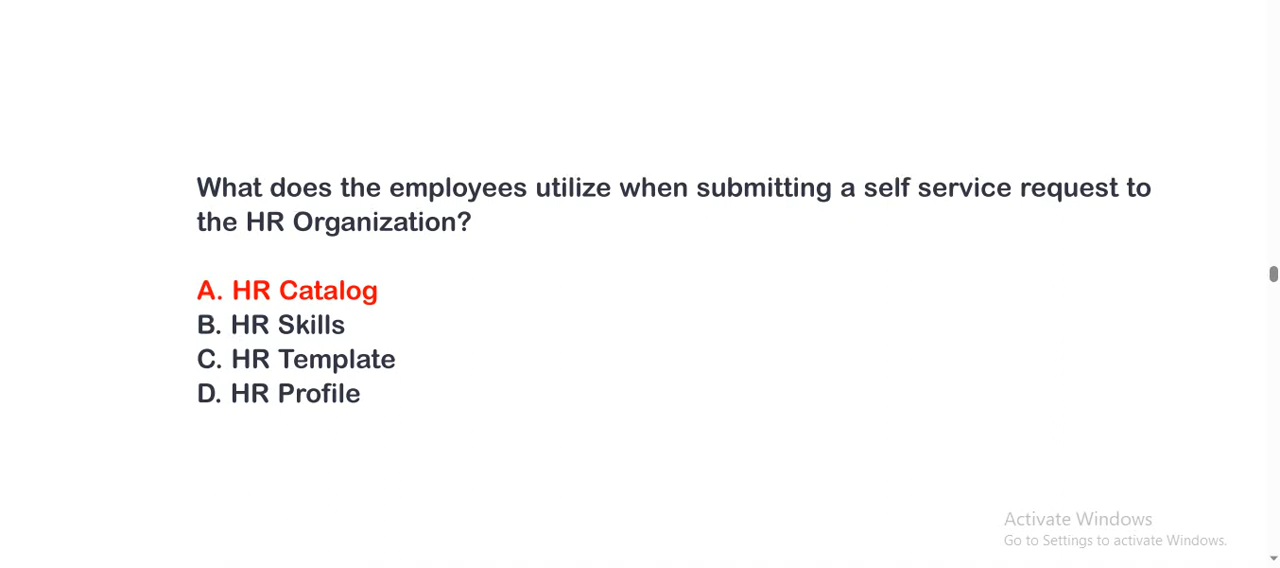 What does the employees utilize when submitting a self service request to
the HR Organization?
A. HR Catalog
B. HR Skills
C. HR Template
D. HR Profile
Activate Windows
Go to Settings to activate Windows.